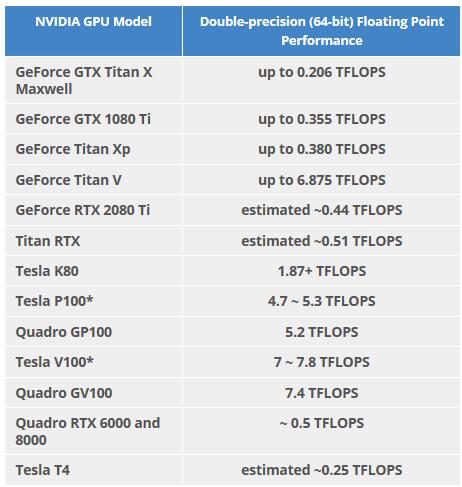 NVIDIA GPU Model
Double-precision (64-bit) Floating Point
Performance
GeForce GTX Titan X
Maxwell
up to 0.206 TFLOPS
GeForce GTX 1080 Ti
up to 0.355 TFLOPS
GeForce Titan Xp
up to 0.380 TFLOPS
GeForce Titan V
up to 6.875 TFLOPS
GeForce RTX 2080 Ti
estimated ~0.44 TFLOPS
Titan RTX
estimated ~0.51 TFLOPS
Tesla K80
1.87+ TFLOPS
Tesla P100*
4.7 ~ 5.3 TFLOPS
Quadro GP100
5.2 TFLOPS
Tesla V100*
7 ~ 7.8 TFLOPS
Quadro GV100
7.4 TFLOPS
Quadro RTX 6000 and
8000
~ 0.5 TFLOPS
Tesla T4
estimated ~0.25 TFLOPS